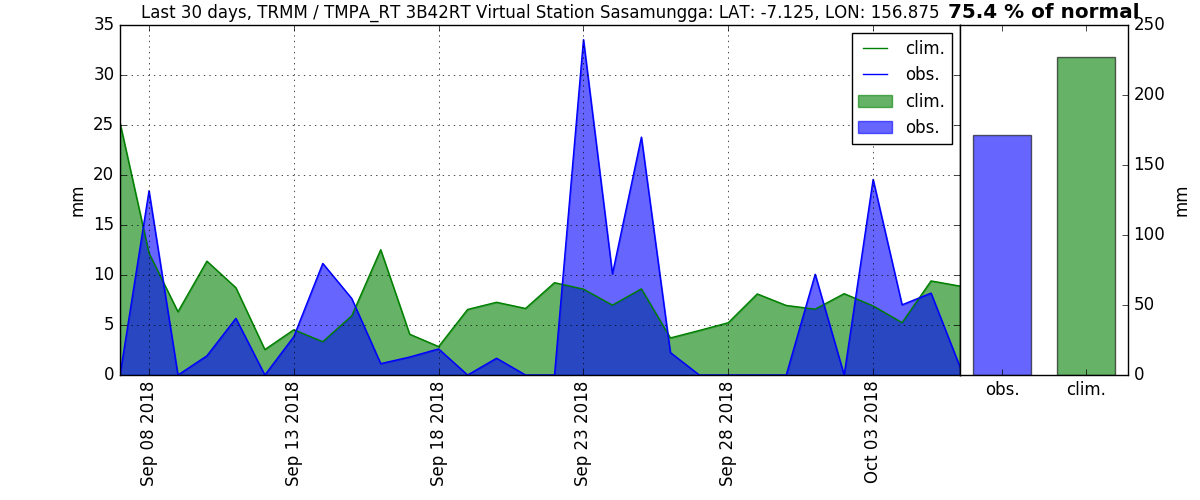 Last 30 days, TRMM / TMPA_RT 3B42RT Virtual Station Sasamungga: LAT: -7.125, LON: 156.875 75.4 % of normal
35
30
25
20
15
10
5
0
mm
clim.
obs.
clim.
obs.
Sep 08 2018
Sep 13 2018
Sep 18 2018
Sep 23 2018
Sep 28 2018
Oct 03 2018
250
200
150
100
50
0
mm
obs. clim.